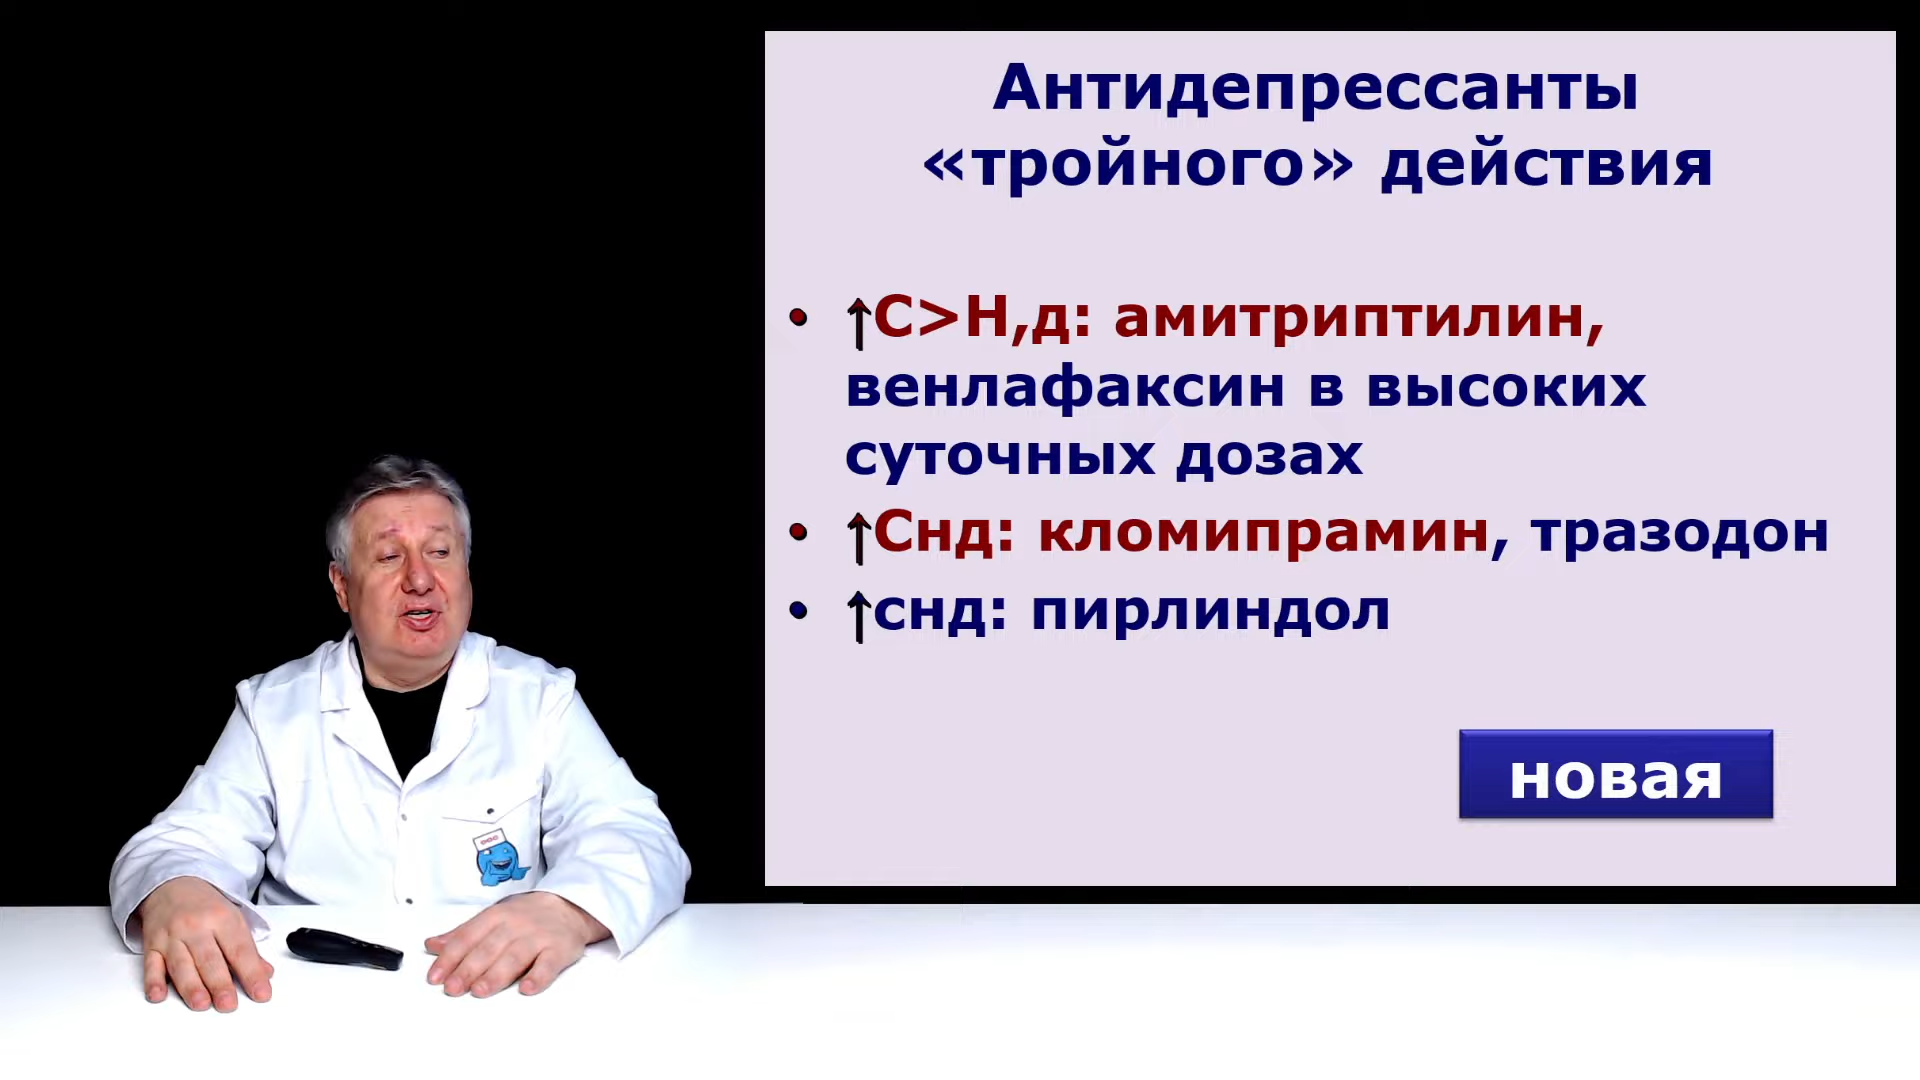 Антидепрессанты
«тройного» действия
• ↑С>Н,д: амитриптилин,
венлафаксин в высоких
суточных дозах
• ↑Снд: кломипрамин, тразодон
• ↑снд: пирлиндол
новая